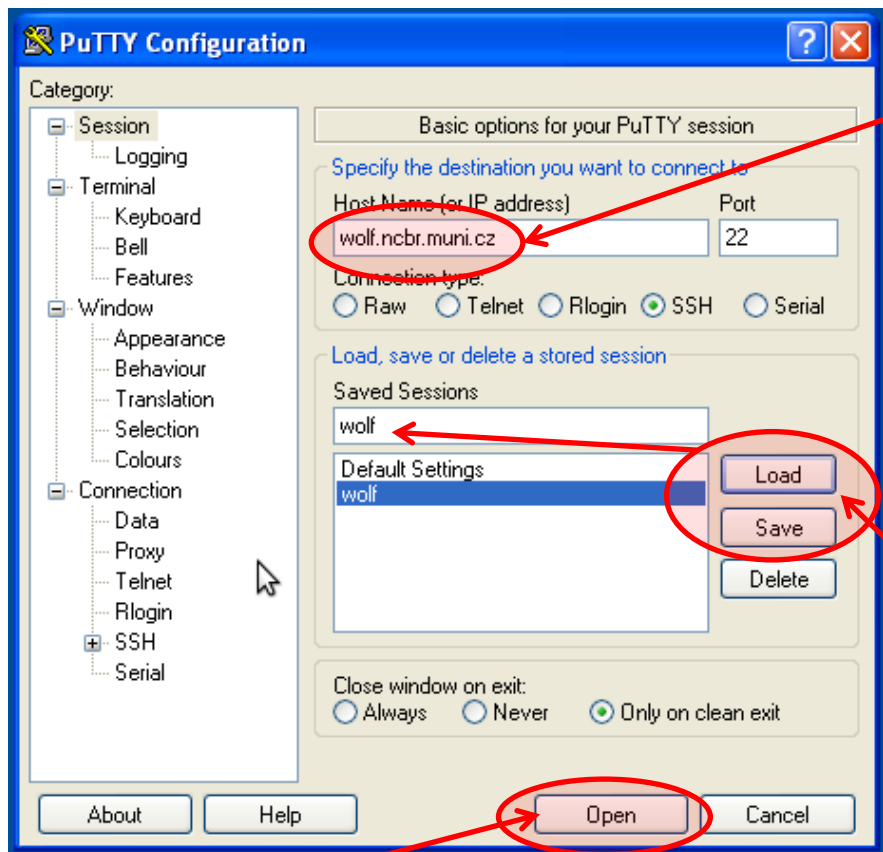 PuTTY Configuration
Category:
Session
Logging
Terminal
Keyboard
Bell
Features
Window
Appearance
Behaviour
Translation
Selection
Colours
Connection
Data
Proxy
Telnet
Rlogin
SSH
Serial
Basic options for your PuTTY session
Specify the destination you want to connect to
Host Name (or IP address) Port
wolf.ncbr.muni.cz 22
Connection type:
Raw Telnet Rlogin SSH Serial
Load, save or delete a stored session
Saved Sessions
wolf
Default Settings
wolf
Load
Save
Delete
Close window on exit:
Always Never Only on clean exit
About Help Open Cancel